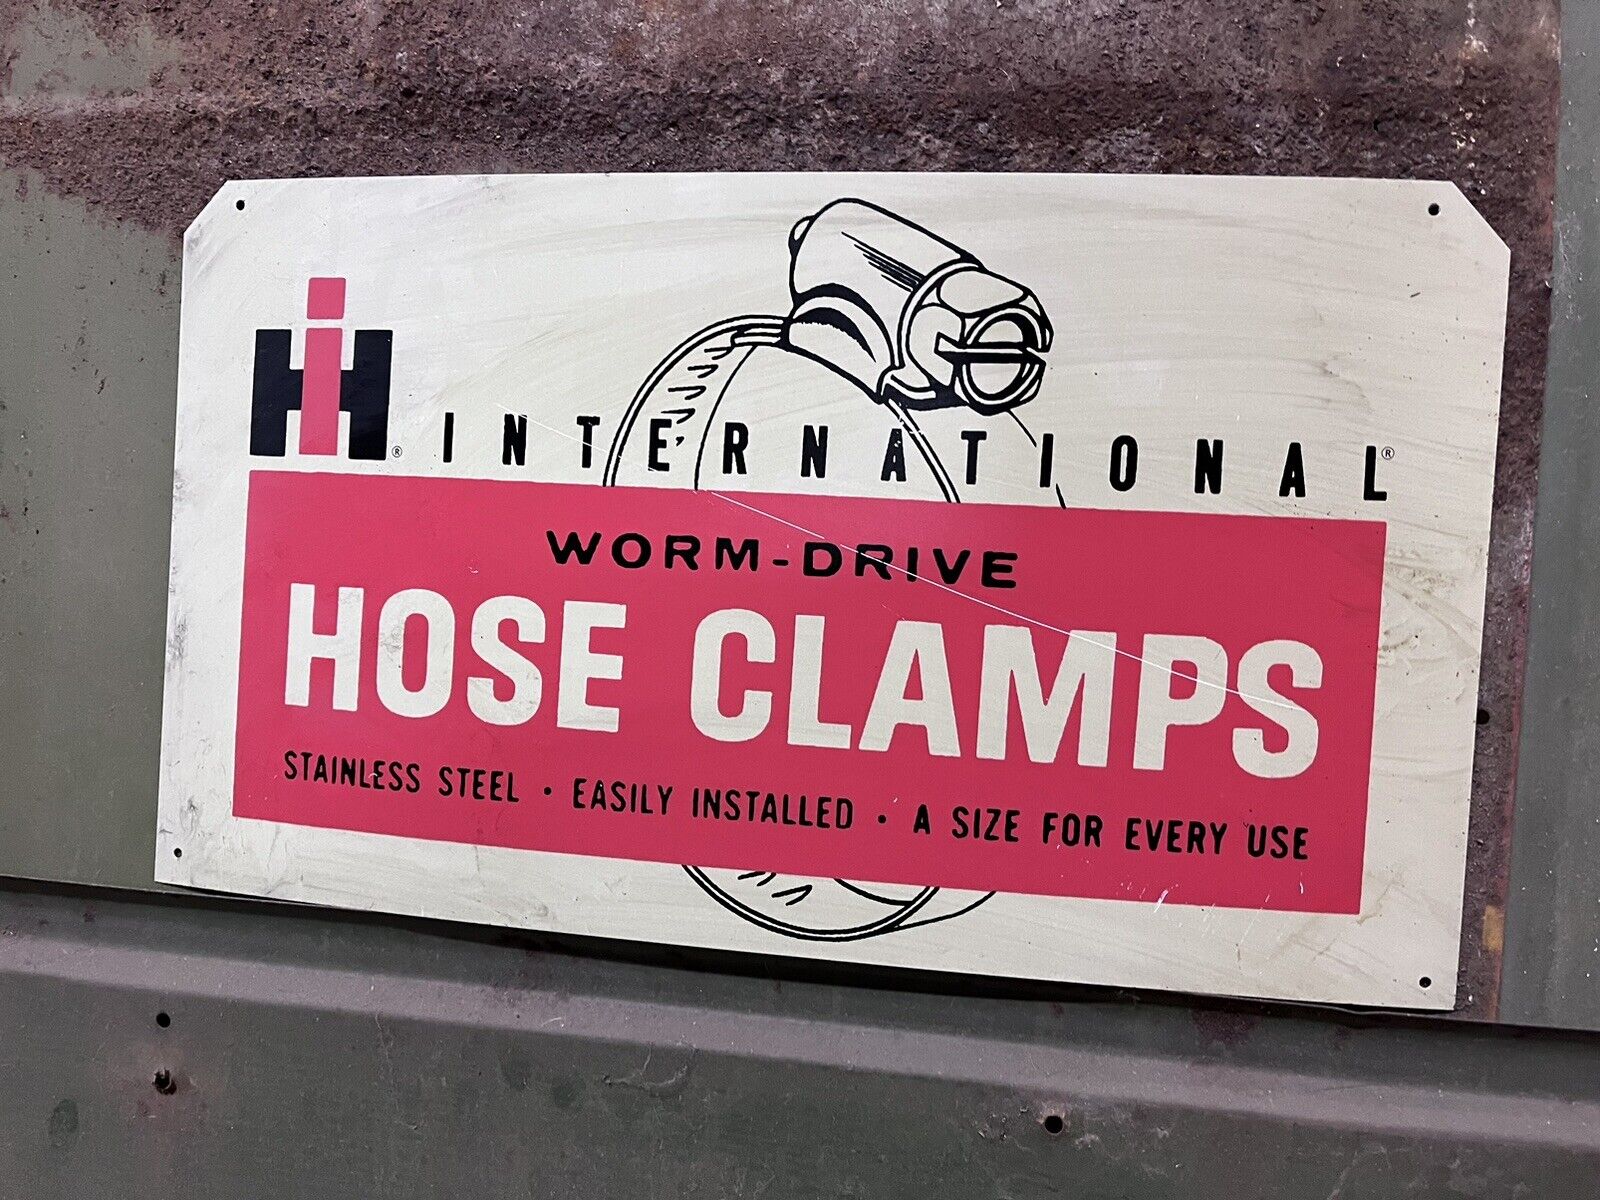 IH®
INTERNATIONAL®
WORM-DRIVE
HOSE CLAMPS
STAINLESS STEEL · EASILY INSTALLED · A SIZE FOR EVERY USE